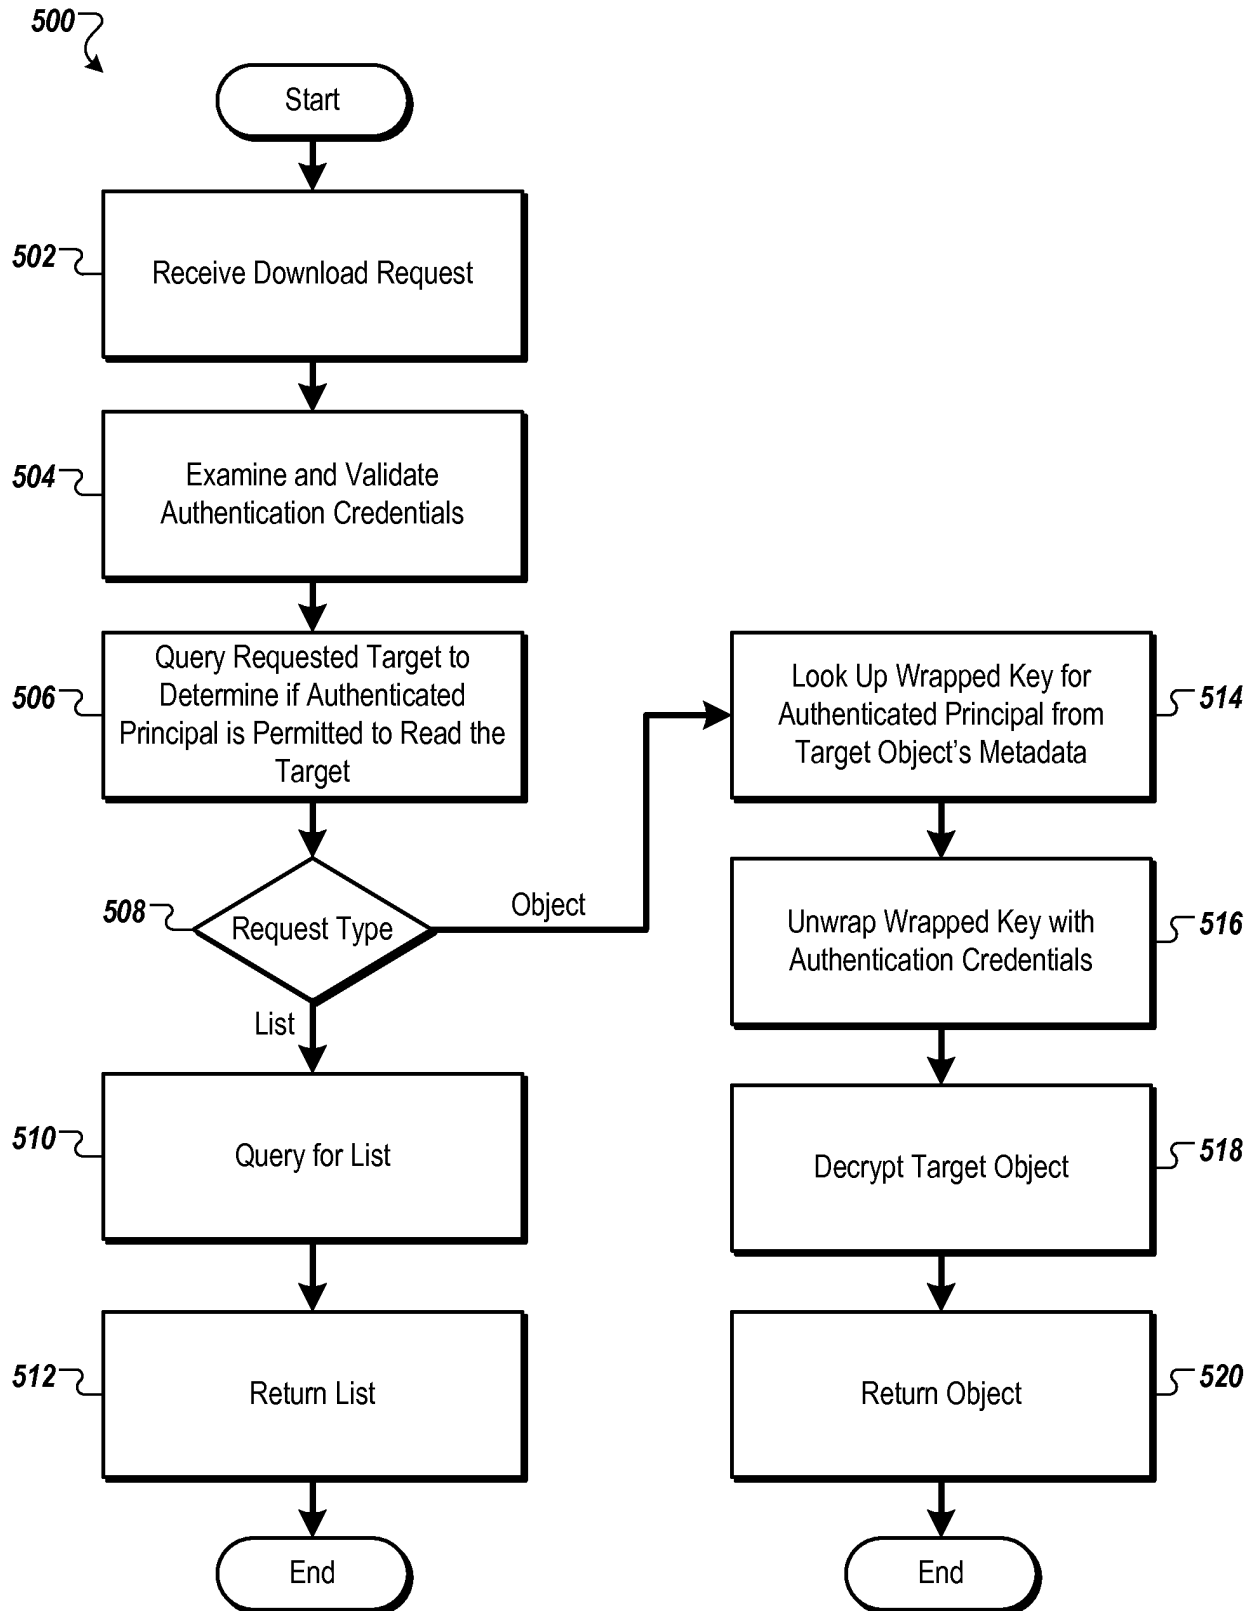 500
Start
502
Receive Download Request
504
Examine and Validate
Authentication Credentials
506
Query Requested Target to
Determine if Authenticated
Principal is Permitted to Read the
Target
508
Request Type
Object
List
510
Query for List
512
Return List
End
Look Up Wrapped Key for
Authenticated Principal from
Target Object’s Metadata
514
Unwrap Wrapped Key with
Authentication Credentials
516
Decrypt Target Object
518
Return Object
520
End